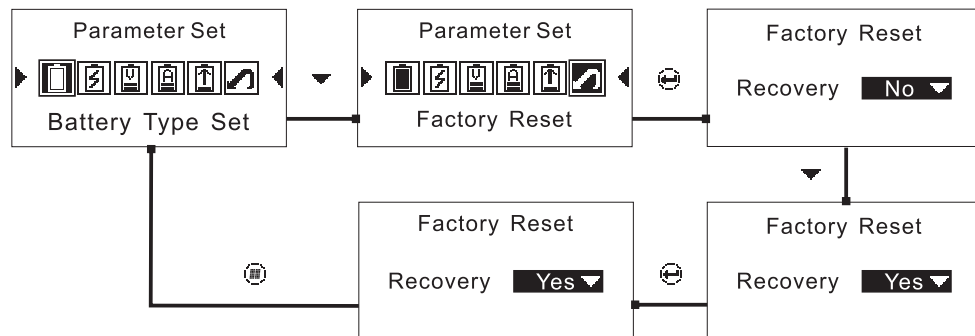 Parameter Set
Battery Type Set
Parameter Set
Factory Reset
Factory Reset
Recovery No
Factory Reset
Recovery Yes
Factory Reset
Recovery Yes